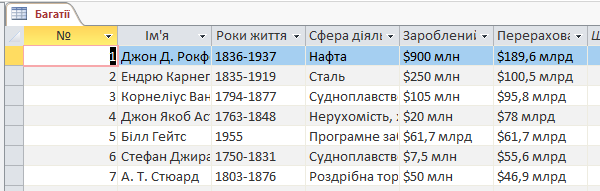 Багатії
№ Ім'я Роки життя Сфера діяль Зароблений Перерахова
1 Джон Д. Рокф 1836-1937 Нафта $900 млн $189,6 млрд
2 Ендрю Карнег 1835-1919 Сталь $250 млн $100,5 млрд
3 Корнеліус Ван 1794-1877 Судноплавств $105 млн $95,8 млрд
4 Джон Якоб Ас 1763-1848 Нерухомість, $20 млн $78 млрд
5 Білл Гейтс 1955 Програмне заб $61,7 млрд $61,7 млрд
6 Стефан Джира 1750-1831 Судноплавств $7,5 млн $55,6 млрд
7 А. Т. Стюард 1803-1876 Роздрібна тор $50 млн $46,9 млрд